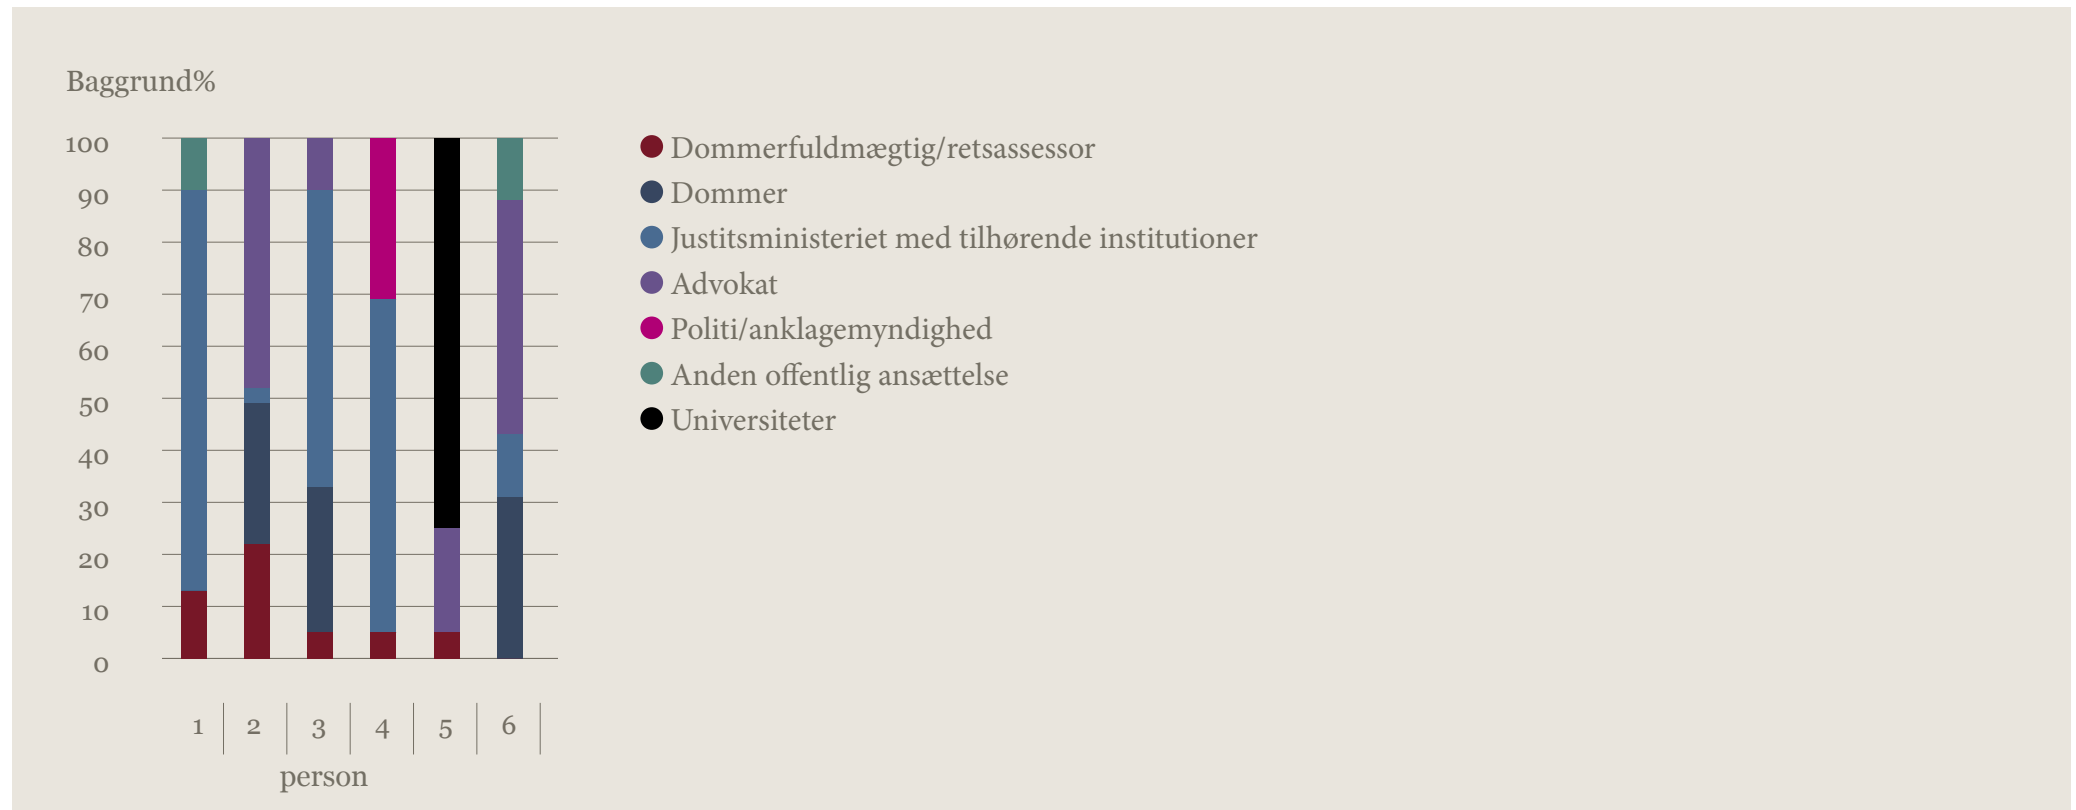 Baggrund%
100
90
80
70
60
50
40
30
20
10
0
1 2 3 4 5 6
person
Dommerfuldmægtig/retsassessor
Dommer
Justitsministeriet med tilhørende institutioner
Advokat
Politi/anklagemyndighed
Anden offentlig ansættelse
Universiteter